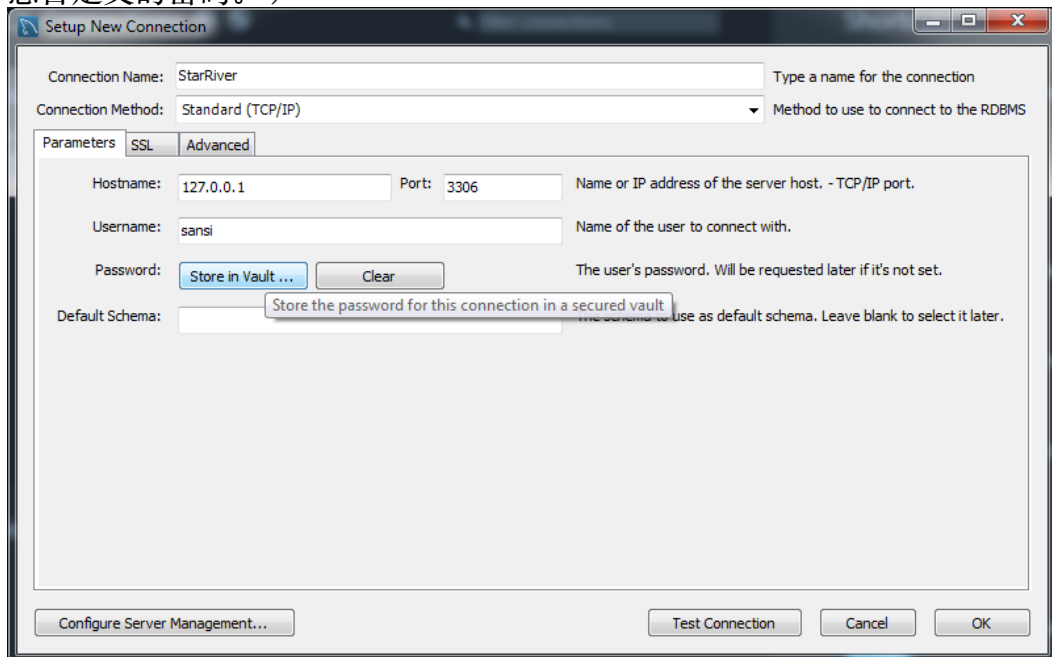 Setup New Connection
Connection Name: StarRiver Type a name for the connection
Connection Method: Standard (TCP/IP) Method to use to connect to the RDBMS
Parameters SSL Advanced
Hostname: 127.0.0.1 Port: 3306 Name or IP address of the server host. - TCP/IP port.
Username: sansi Name of the user to connect with.
Password: Store in Vault ... Clear The user's password. Will be requested later if it's not set.
Store the password for this connection in a secured vault
Default Schema: to use as default schema. Leave blank to select it later.
Configure Server Management... Test Connection Cancel OK